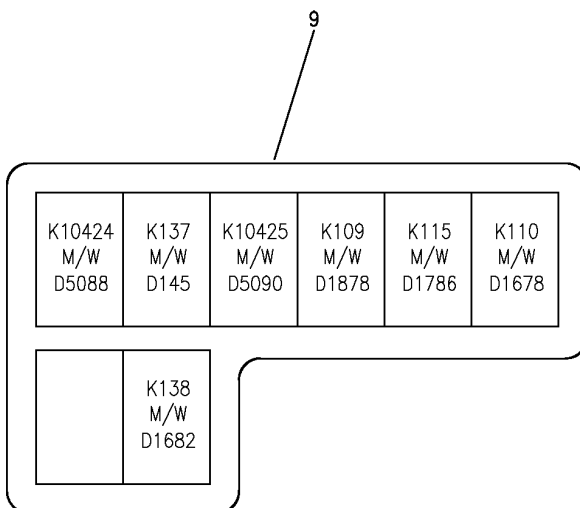 9
K10424
M/W
D5088
K137
M/W
D145
K10425
M/W
D5090
K109
M/W
D1878
K115
M/W
D1786
K110
M/W
D1678
K138
M/W
D1682